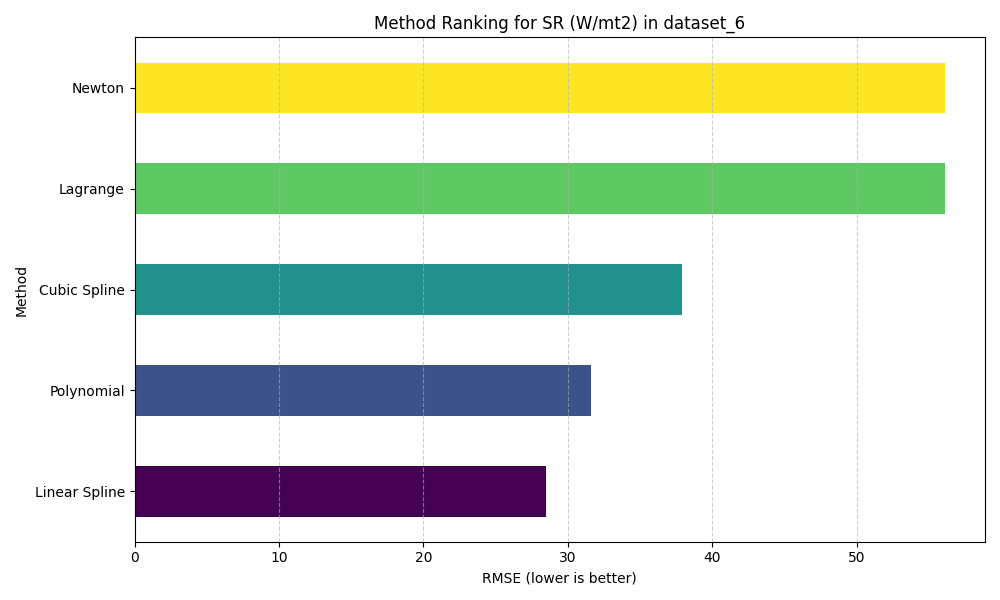 Method Ranking for SR (W/mt2) in dataset_6
Method
Newton
Lagrange
Cubic Spline
Polynomial
Linear Spline
0 10 20 30 40 50
RMSE (lower is better)